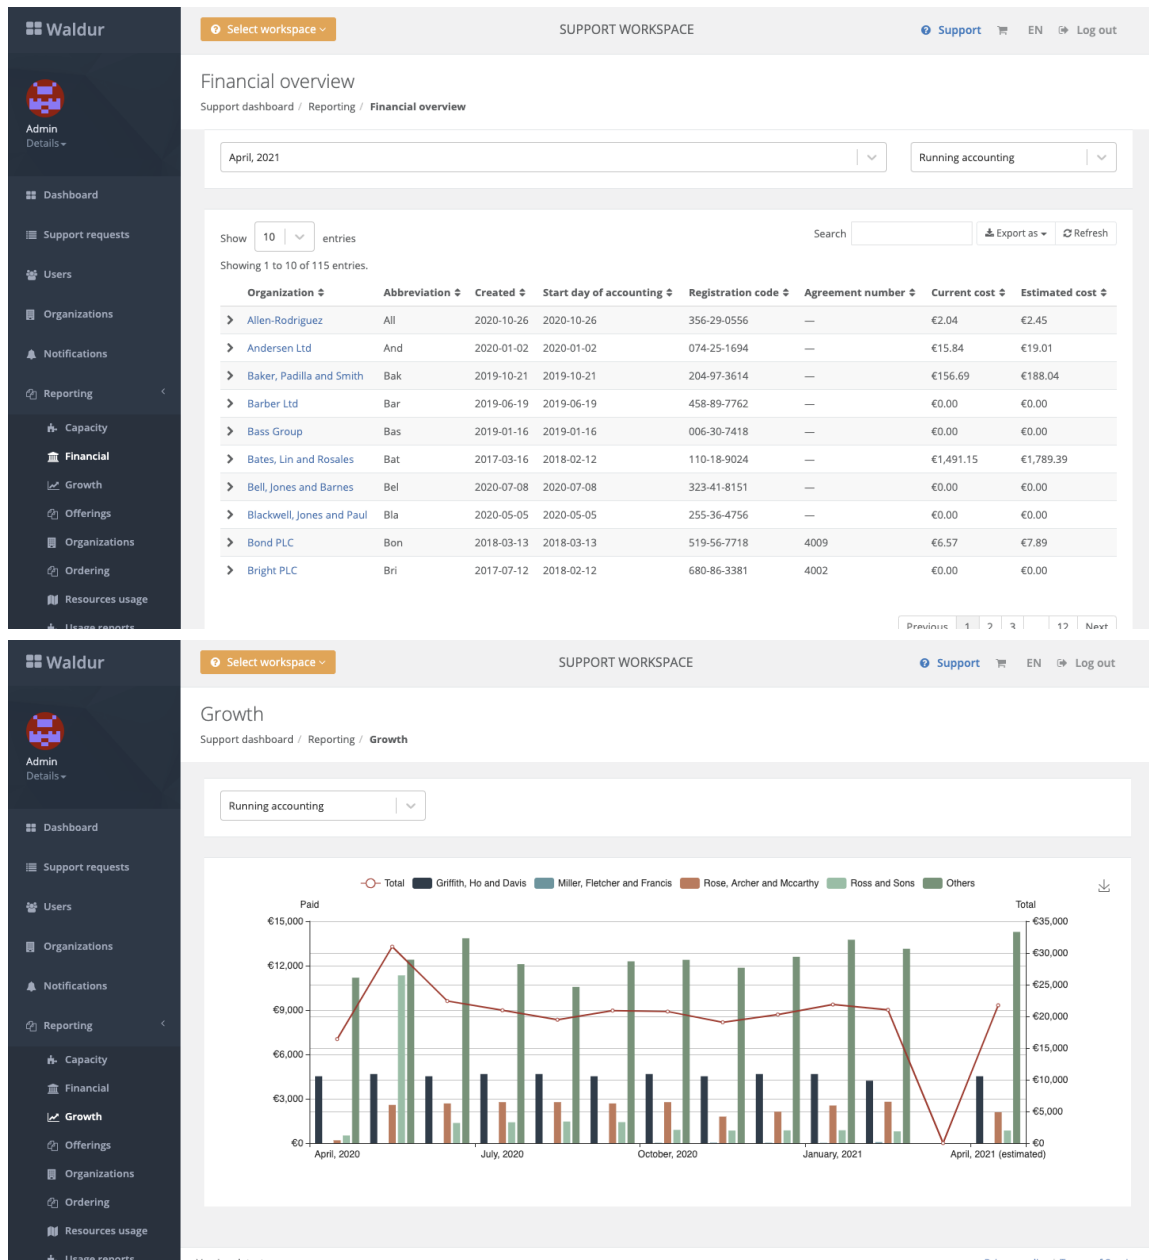 Waldur
Select workspace
SUPPORT WORKSPACE
Support
EN
Log out
Admin
Details
Dashboard
Support requests
Users
Organizations
Notifications
Reporting
Capacity
Financial
Growth
Offerings
Organizations
Ordering
Resources usage
Usage reports
Financial overview
Support dashboard / Reporting / Financial overview
April, 2021
Running accounting
Show 10 entries
Search
Export as
Refresh
Showing 1 to 10 of 115 entries.
Organization Abbreviation Created Start day of accounting Registration code Agreement number Current cost Estimated cost
Allen-Rodriguez All 2020-10-26 2020-10-26 356-29-0556 — €2.04 €2.45
Andersen Ltd And 2020-01-02 2020-01-02 074-25-1694 — €15.84 €19.01
Baker, Padilla and Smith Bak 2019-10-21 2019-10-21 204-97-3614 — €156.69 €188.04
Barber Ltd Bar 2019-06-19 2019-06-19 458-89-7762 — €0.00 €0.00
Bass Group Bas 2019-01-16 2019-01-16 006-30-7418 — €0.00 €0.00
Bates, Lin and Rosales Bat 2017-03-16 2018-02-12 110-18-9024 — €1,491.15 €1,789.39
Bell, Jones and Barnes Bel 2020-07-08 2020-07-08 323-41-8151 — €0.00 €0.00
Blackwell, Jones and Paul Bla 2020-05-05 2020-05-05 255-36-4756 — €0.00 €0.00
Bond PLC Bon 2018-03-13 2018-03-13 519-56-7718 4009 €6.57 €7.89
Bright PLC Bri 2017-07-12 2018-02-12 680-86-3381 4002 €0.00 €0.00
Previous 1 2 3 ... 12 Next
Waldur
Select workspace
SUPPORT WORKSPACE
Support
EN
Log out
Admin
Details
Dashboard
Support requests
Users
Organizations
Notifications
Reporting
Capacity
Financial
Growth
Offerings
Organizations
Ordering
Resources usage
Usage reports
Growth
Support dashboard / Reporting / Growth
Running accounting
Total Griffith, Ho and Davis Miller, Fletcher and Francis Rose, Archer and Mccarthy Ross and Sons Others
Paid
€15,000
€12,000
€9,000
€6,000
€3,000
€0
Total
€35,000
€30,000
€25,000
€20,000
€15,000
€10,000
€5,000
€0
April, 2020 July, 2020 October, 2020 January, 2021 April, 2021 (estimated)